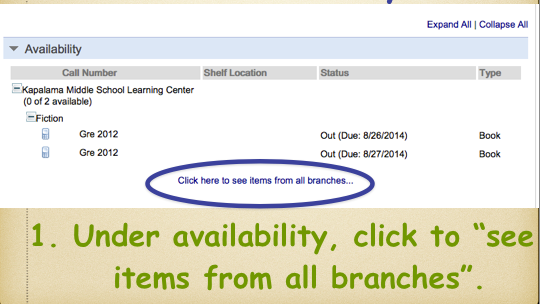 Expand All | Collapse All
Availability
Call Number Shelf Location Status Type
Kapalama Middle School Learning Center
(0 of 2 available)
Fiction
Gre 2012 Out (Due: 8/26/2014) Book
Gre 2012 Out (Due: 8/27/2014) Book
Click here to see items from all branches...
1. Under availability, click to “see
items from all branches”.